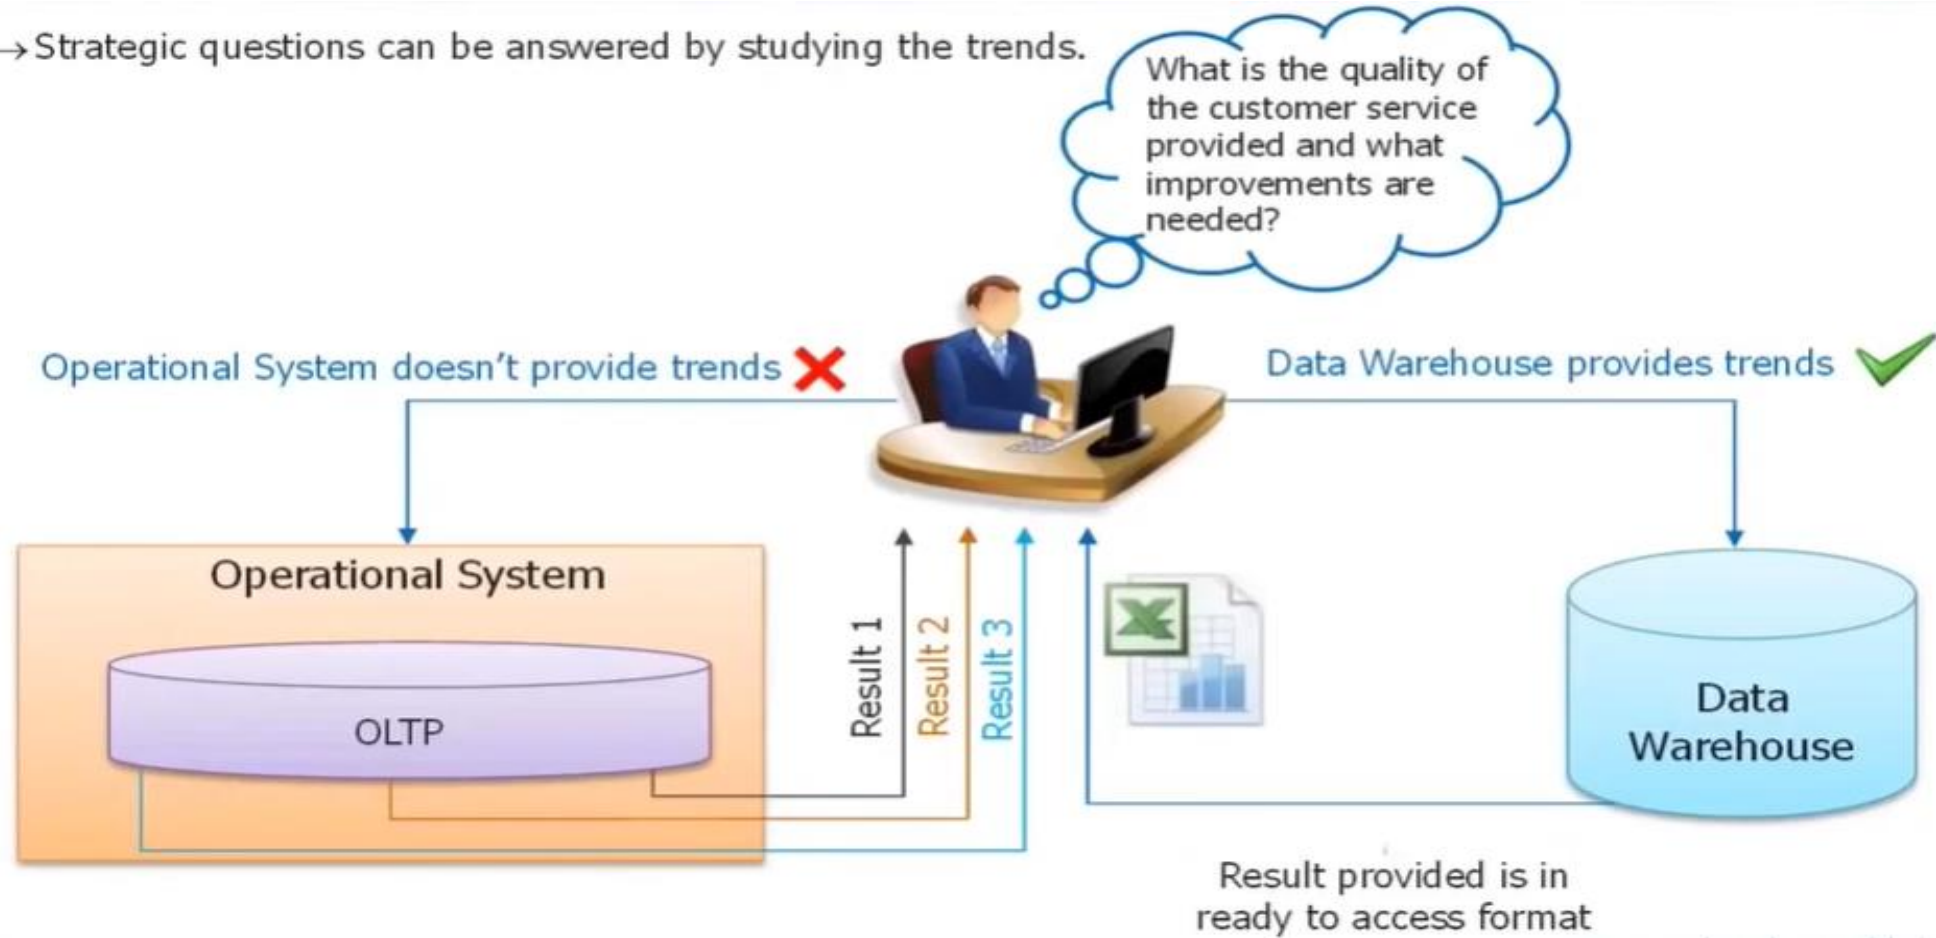 →Strategic questions can be answered by studying the trends.
What is the quality of
the customer service
provided and what
improvements are
needed?
Operational System doesn't provide trends
Data Warehouse provides trends
Operational System
OLTP
Result 1
Result 2
Result 3
X
Data
Warehouse
Result provided is in
ready to access format